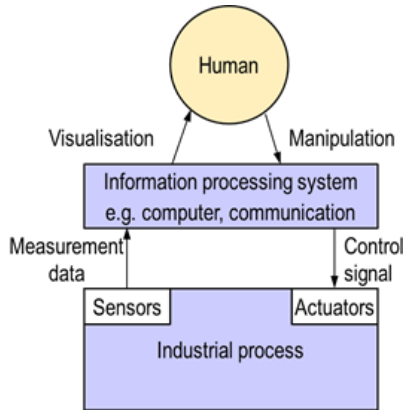 Human
Visualisation
Manipulation
Information processing system
e.g. computer, communication
Measurement
data
Control
signal
Sensors
Actuators
Industrial process